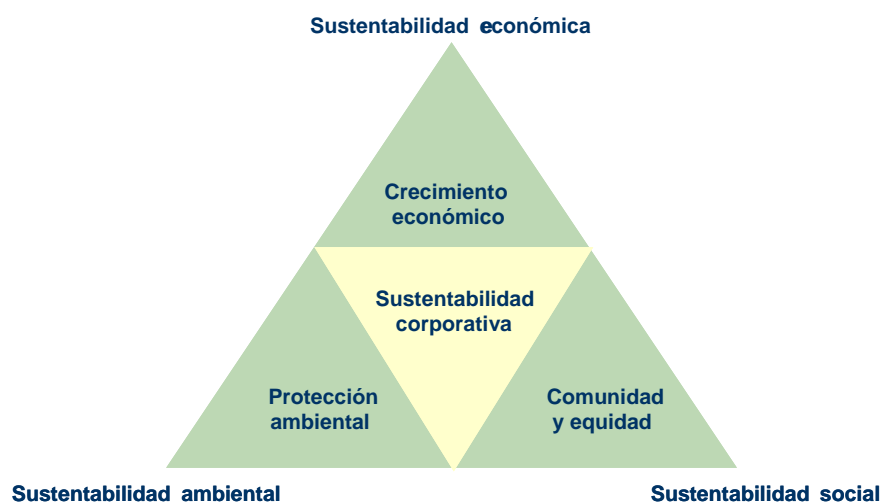 Sustentabilidad económica
Crecimiento
económico
Sustentabilidad
corporativa
Protección
ambiental
Comunidad
y equidad
Sustentabilidad ambiental
Sustentabilidad social